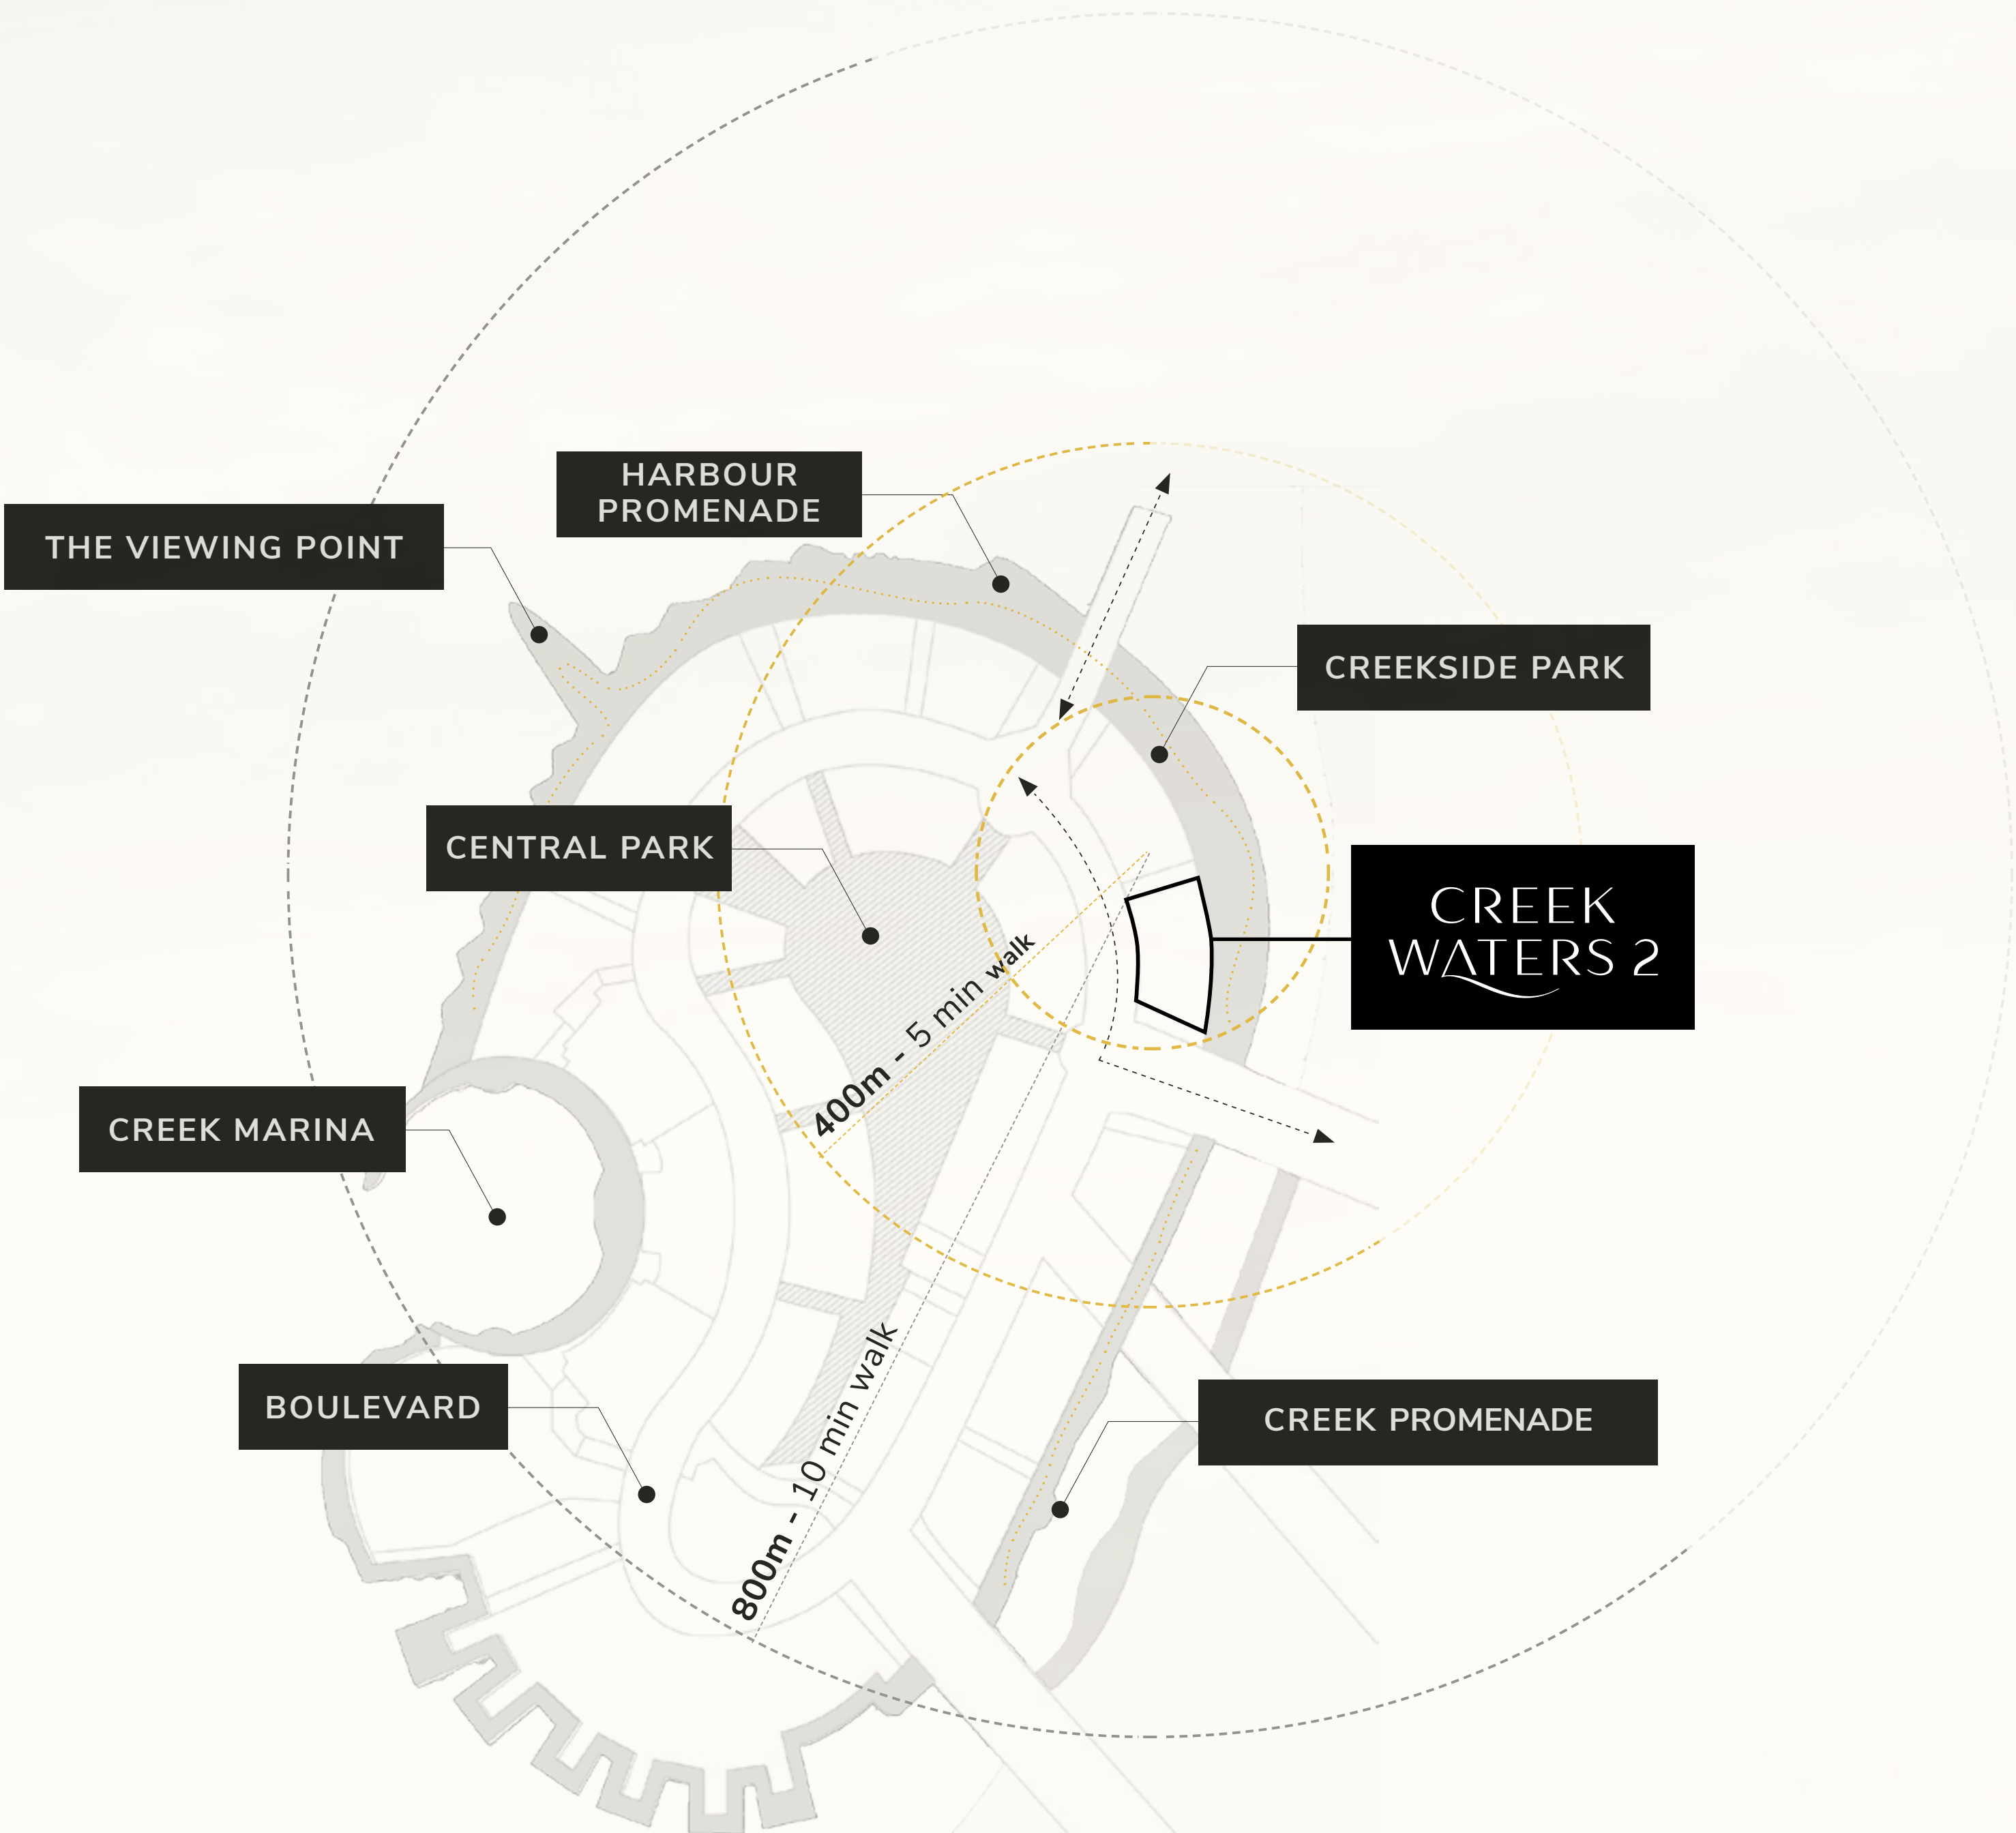 HARBOUR
PROMENADE
THE VIEWING POINT
CREEKSIDE PARK
CENTRAL PARK
CREEK
WATERS 2
400m - 5 min walk
CREEK MARINA
800m - 10 min walk
BOULEVARD
CREEK PROMENADE